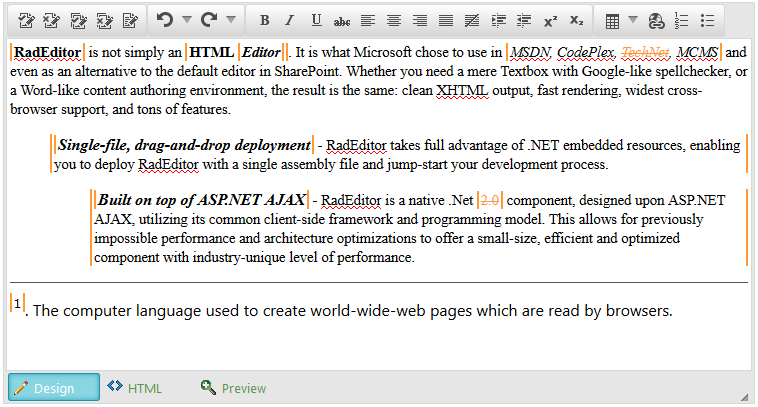 B I U abc x² x₂
RadEditor is not simply an HTML Editor. It is what Microsoft chose to use in MSDN, CodePlex, TechNet, MCMS and
even as an alternative to the default editor in SharePoint. Whether you need a mere Textbox with Google-like spellchecker, or
a Word-like content authoring environment, the result is the same: clean XHTML output, fast rendering, widest cross-
browser support, and tons of features.
Single-file, drag-and-drop deployment - RadEditor takes full advantage of .NET embedded resources, enabling
you to deploy RadEditor with a single assembly file and jump-start your development process.
Built on top of ASP.NET AJAX - RadEditor is a native .Net 2.0 component, designed upon ASP.NET
AJAX, utilizing its common client-side framework and programming model. This allows for previously
impossible performance and architecture optimizations to offer a small-size, efficient and optimized
component with industry-unique level of performance.
1. The computer language used to create world-wide-web pages which are read by browsers.
Design HTML Preview